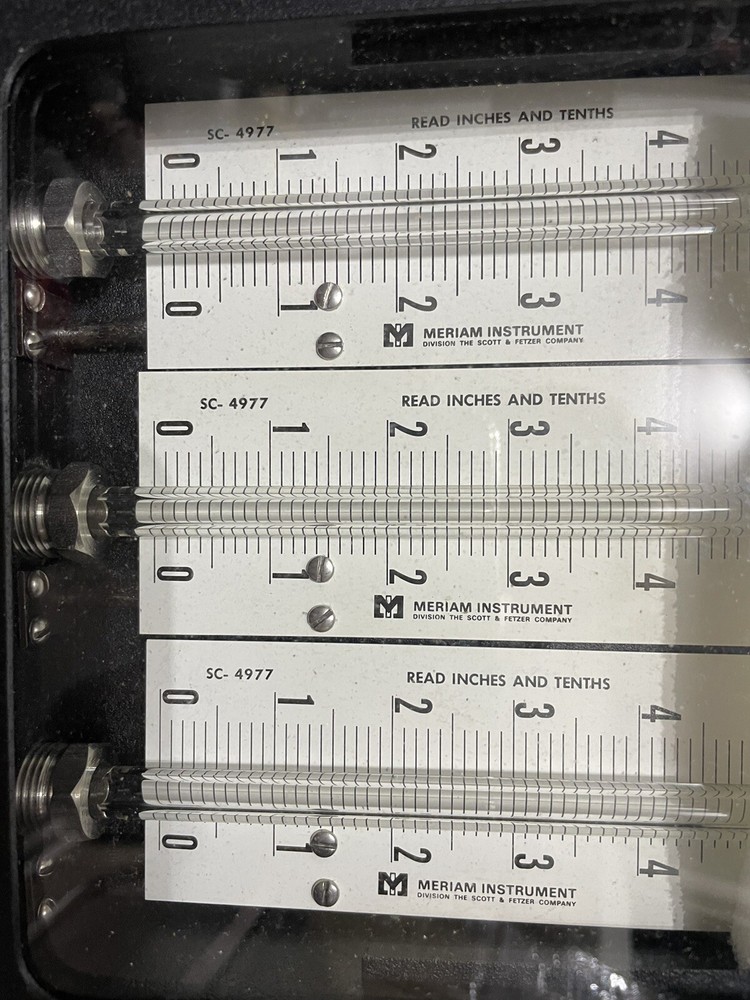 SC- 4977
READ INCHES AND TENTHS
0 1 2 3 4
0 1 2 3 4
MERIAM INSTRUMENT
DIVISION THE SCOTT & FETZER COMPANY
SC- 4977
READ INCHES AND TENTHS
0 1 2 3 4
0 1 2 3 4
MERIAM INSTRUMENT
DIVISION THE SCOTT & FETZER COMPANY
SC- 4977
READ INCHES AND TENTHS
0 1 2 3 4
0 1 2 3 4
MERIAM INSTRUMENT
DIVISION THE SCOTT & FETZER COMPANY